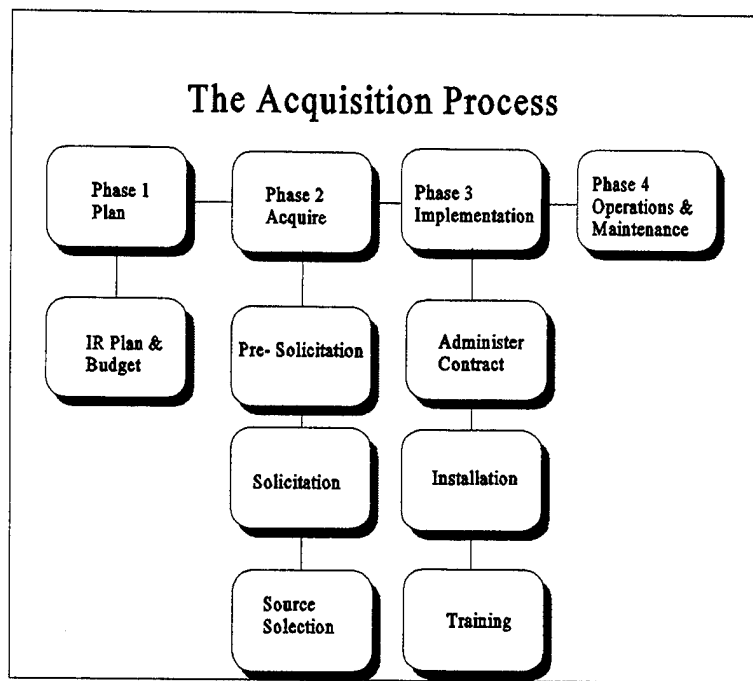 The Acquisition Process
Phase 1
Plan
Phase 2
Acquire
Phase 3
Implementation
Phase 4
Operations &
Maintenance
IR Plan &
Budget
Pre- Solicitation
Administer
Contract
Solicitation
Installation
Source
Solection
Training